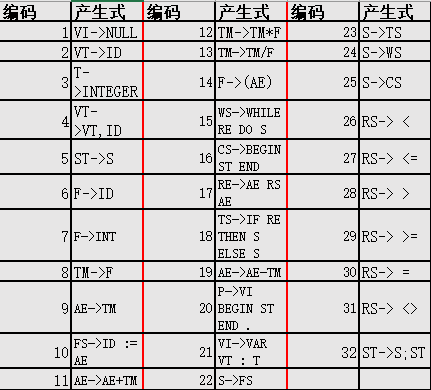 编码 产生式 编码 产生式 编码 产生式
1 VI->NULL 12 TM->TM*F 23 S->TS
2 VT->ID 13 TM->TM/F 24 S->WS
3 T->INTEGER 14 F->(AE) 25 S->CS
4 VT->VT,ID 15 WS->WHILE RE DO S 26 RS-> <
5 ST->S 16 CS->BEGIN ST END 27 RS-> <=
6 F->ID 17 RE->AE RS AE 28 RS-> >
7 F->INT 18 TS->IF RE THEN S ELSE S 29 RS-> >=
8 TM->F 19 AE->AE-TM 30 RS-> =
9 AE->TM 20 P->VI BEGIN ST END . 31 RS-> <>
10 FS->ID := AE 21 VI->VAR VT : T 32 ST->S;ST
11 AE->AE+TM 22 S->FS